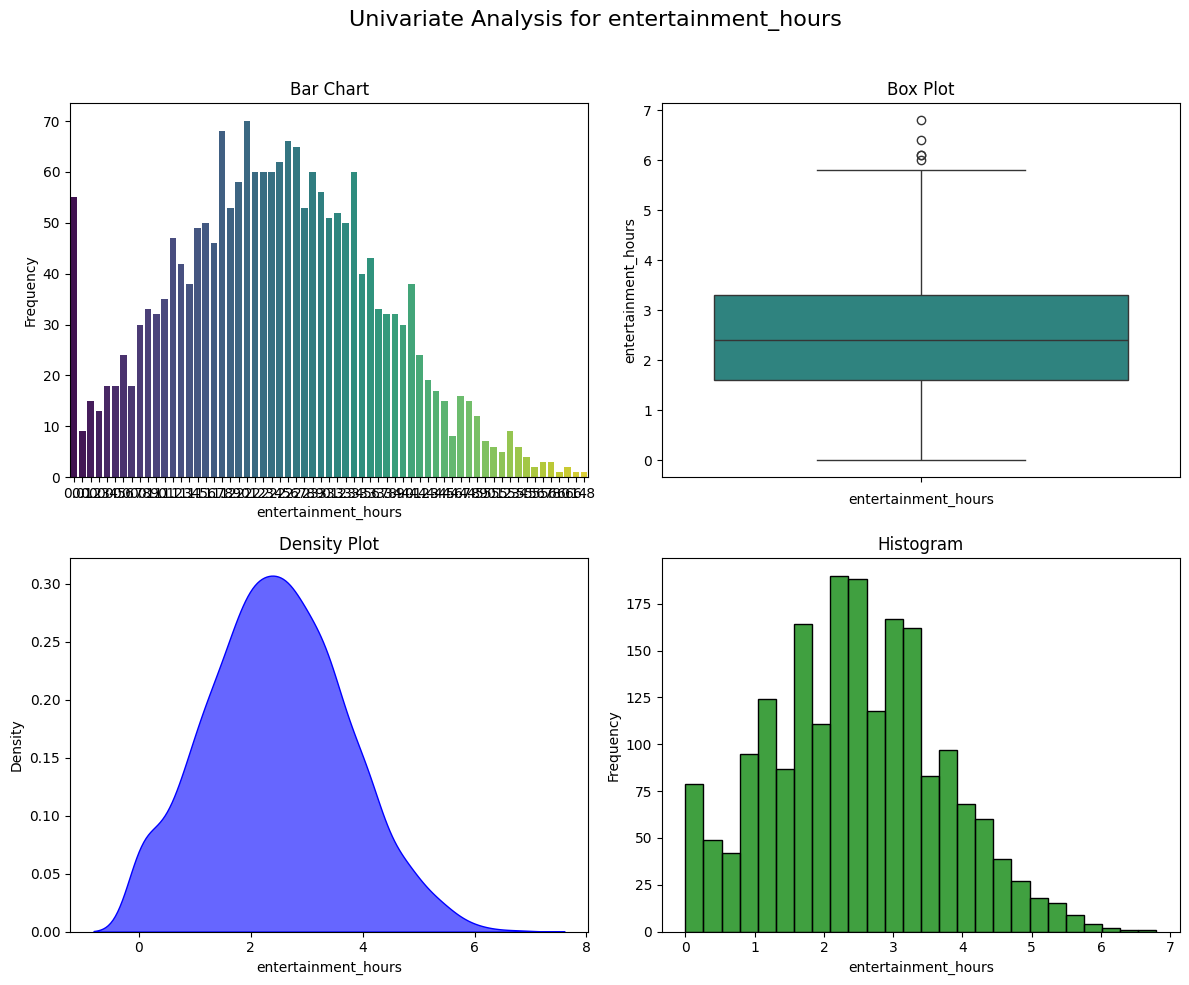 Univariate Analysis for entertainment_hours
Bar Chart
Frequency
70
60
50
40
30
20
10
0
entertainment_hours
Box Plot
entertainment_hours
7
6
5
4
3
2
1
0
entertainment_hours
Density Plot
Density
0.30
0.25
0.20
0.15
0.10
0.05
0.00
0 2 4 6 8
entertainment_hours
Histogram
Frequency
175
150
125
100
75
50
25
0
0 1 2 3 4 5 6 7
entertainment_hours